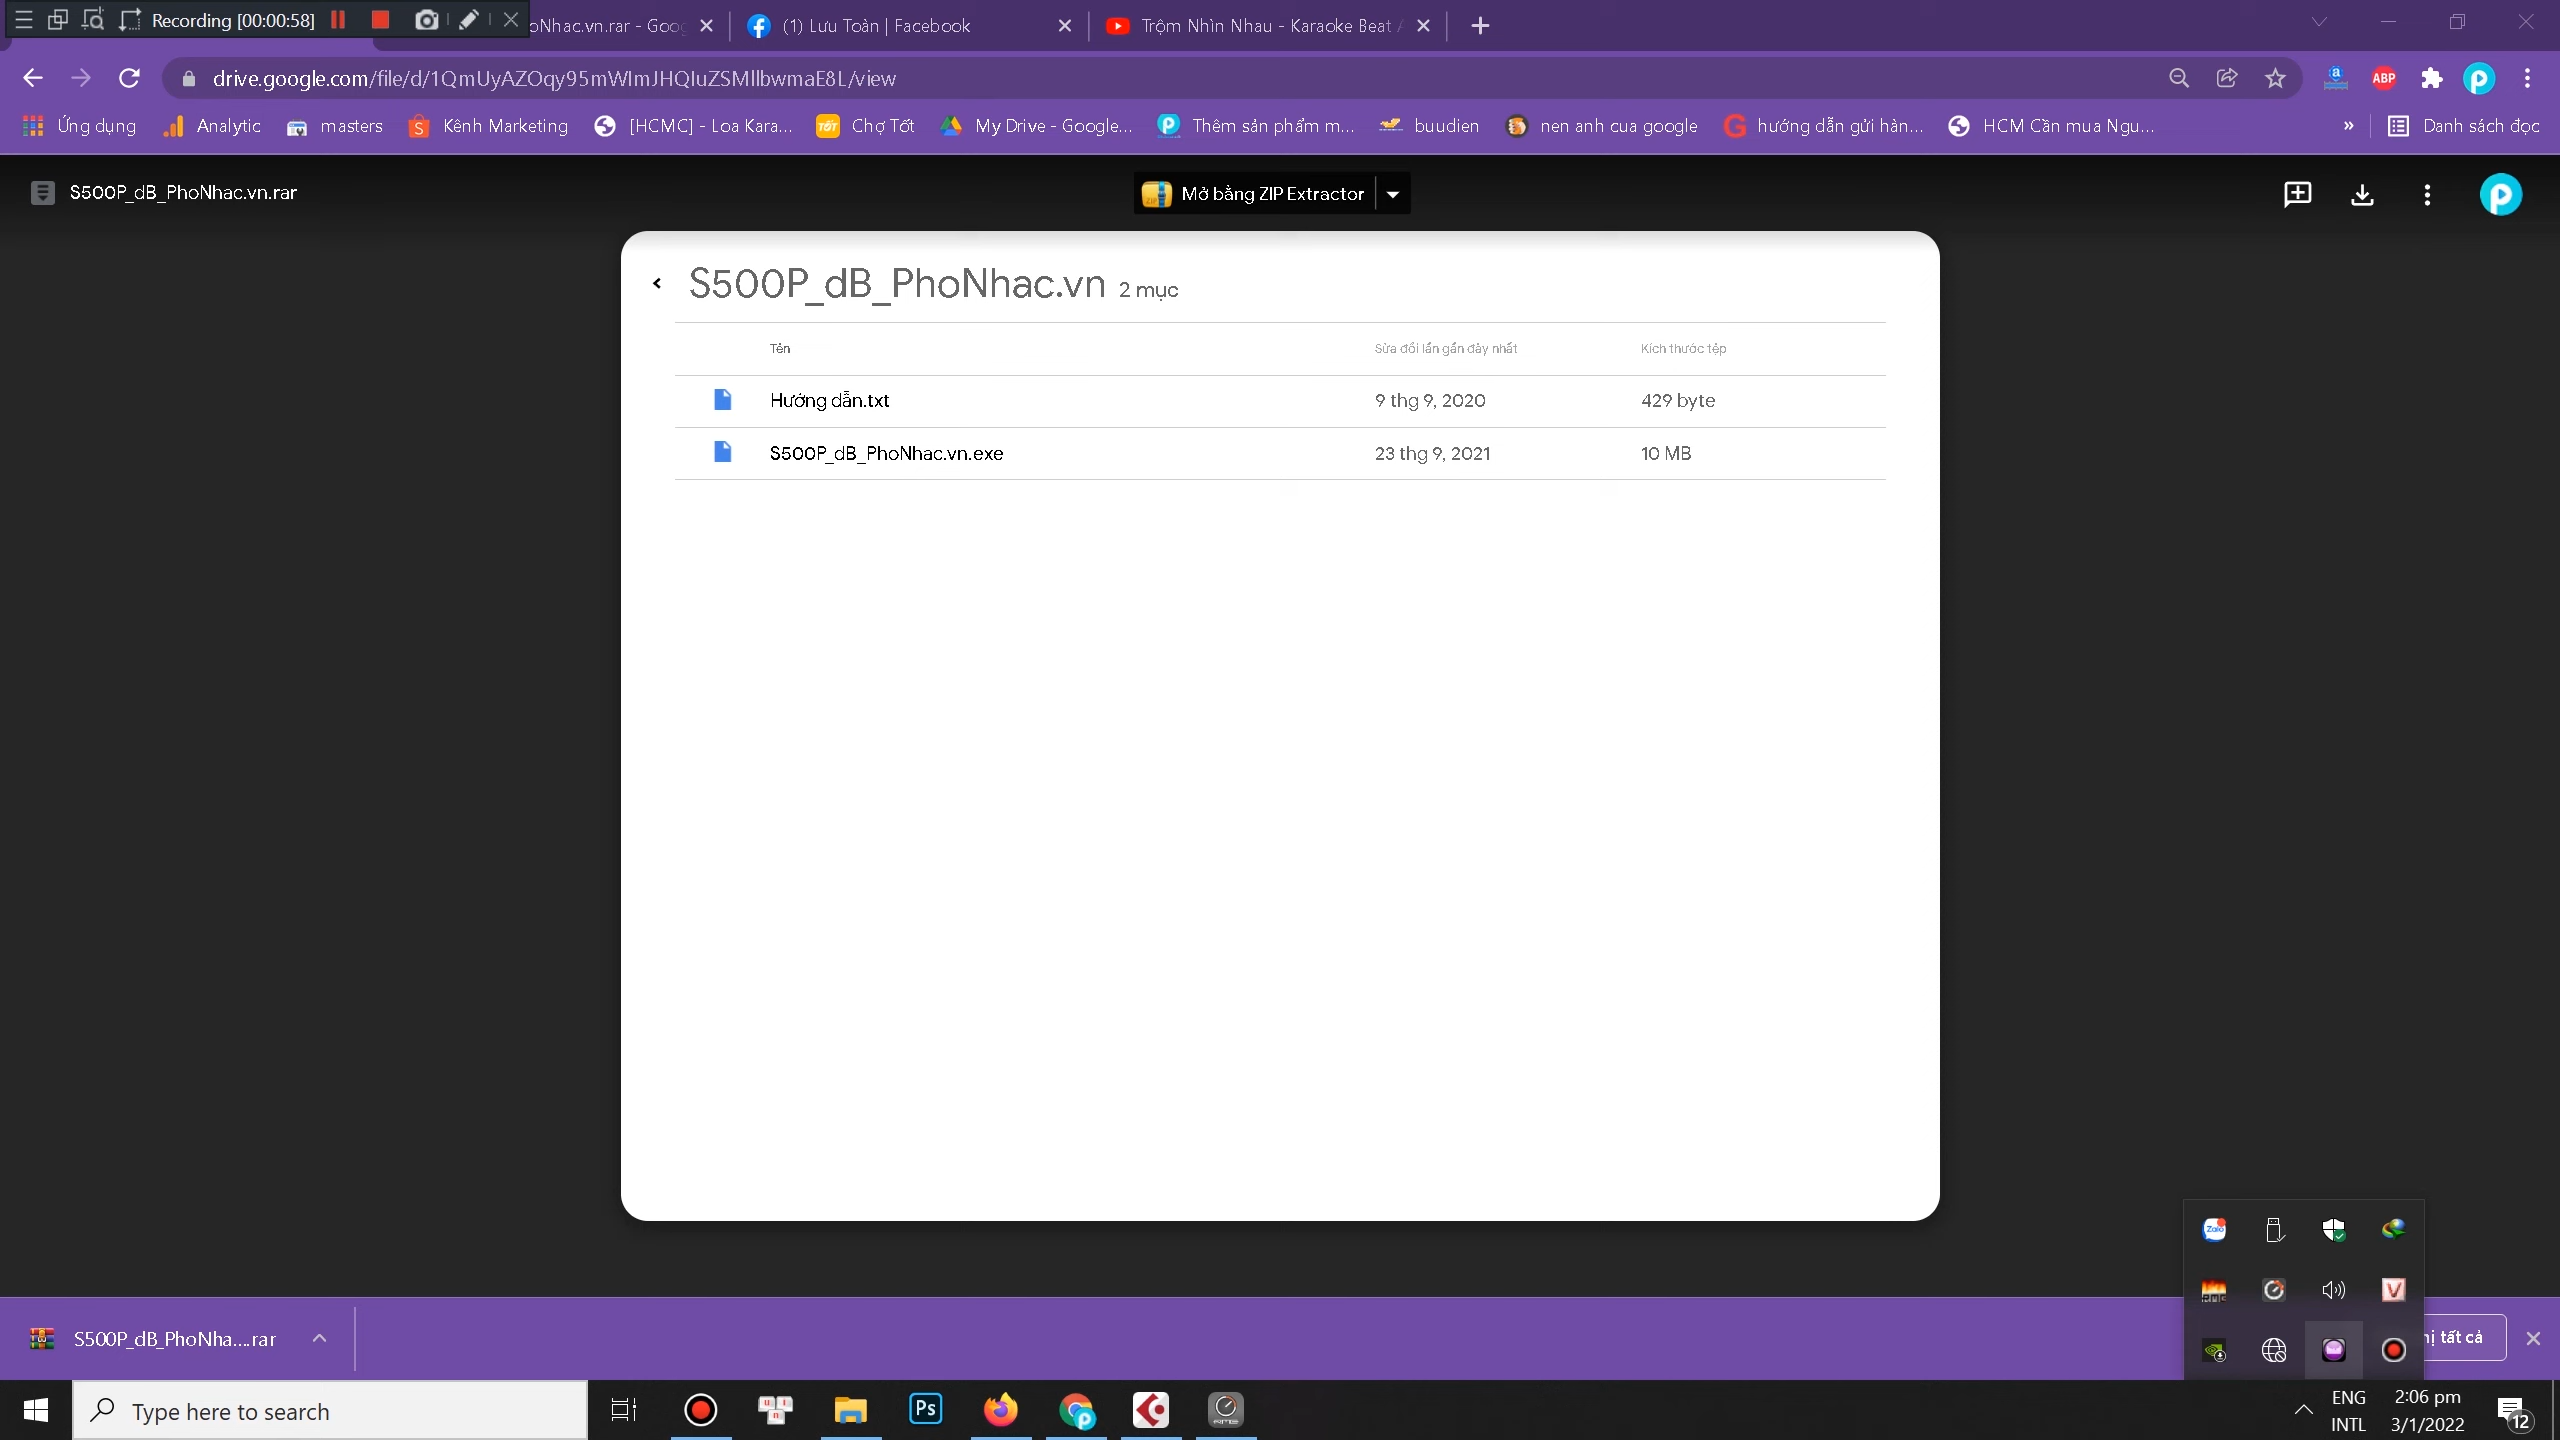 Recording [00:00:58]
oNhac.vn.rar - Goog
(1) Lưu Toàn | Facebook
Trộm Nhìn Nhau - Karaoke Beat A
drive.google.com/file/d/1QmUyAZOqy95mWImJHQIuZSMllbwmaE8L/view
ABP
Ứng dụng
Analytic
masters
Kênh Marketing
[HCMC] - Loa Kara...
Chợ Tốt
My Drive - Google...
Thêm sản phẩm m...
buudien
nen anh cua google
hướng dẫn gửi hàn...
HCM Cần mua Ngu...
»
Danh sách đọc
S500P_dB_PhoNhac.vn.rar
Mở bằng ZIP Extractor
S500P_dB_PhoNhac.vn 2 mục
Tên Sửa đổi lần gần đây nhất Kích thước tệp
Hướng dẫn.txt 9 thg 9, 2020 429 byte
S500P_dB_PhoNhac.vn.exe 23 thg 9, 2021 10 MB
Zalo
S500P_dB_PhoNha....rar
tất cả
Type here to search
Ps
ENG
INTL
2:06 pm
3/1/2022
12